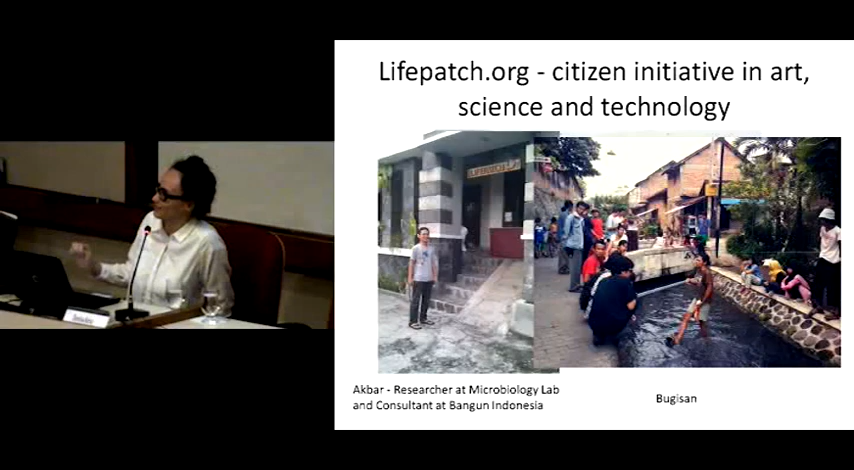 Lifepatch.org - citizen initiative in art,
science and technology
Akbar - Researcher at Microbiology Lab
and Consultant at Bangun Indonesia
Bugisan